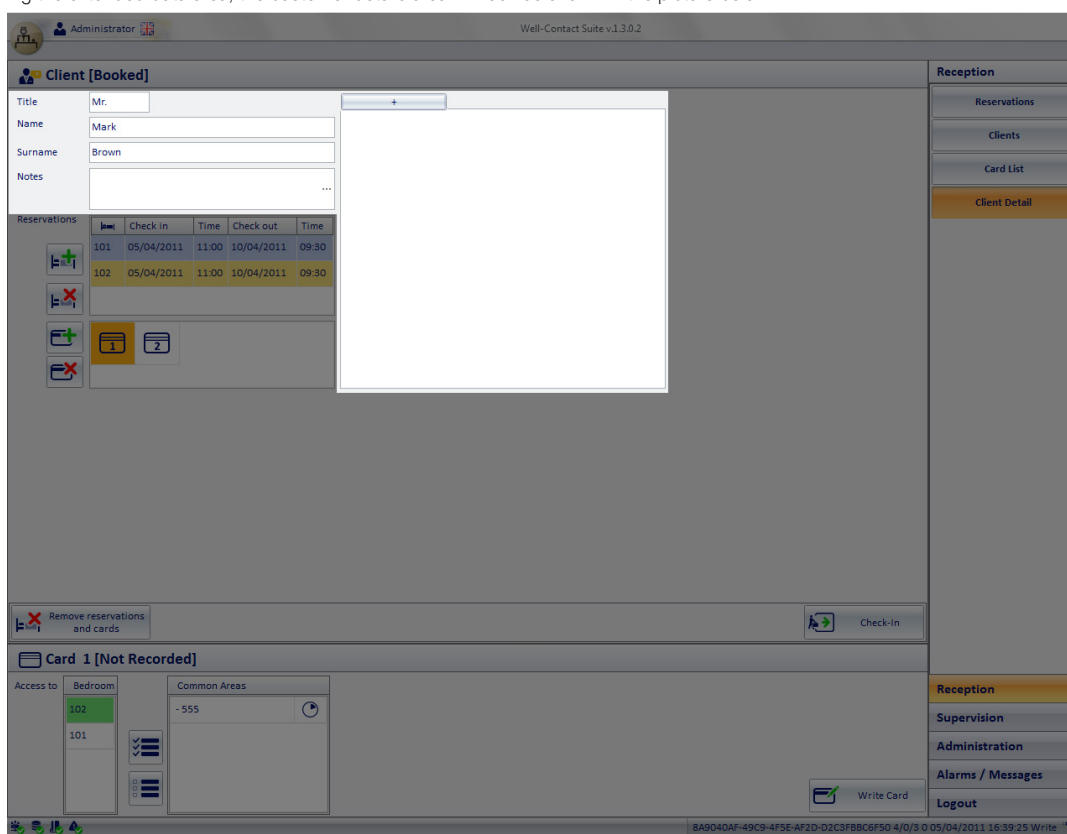 Administrator
Well-Contact Suite v.1.3.0.2
Client [Booked]
Title Mr.
+
Name Mark
Surname Brown
Notes
...
Reservations
Check in Time Check out Time
101 05/04/2011 11:00 10/04/2011 09:30
102 05/04/2011 11:00 10/04/2011 09:30
1 2
Remove reservations
and cards
Check-In
Card 1 [Not Recorded]
Access to Bedroom Common Areas
102 - 555
101
Write Card
Reception
Reservations
Clients
Card List
Client Detail
Reception
Supervision
Administration
Alarms / Messages
Logout
8A9040AF-49C9-4F5E-AF2D-D2C3FBBC6F50 4/0/3 0 05/04/2011 16:39:25 Write